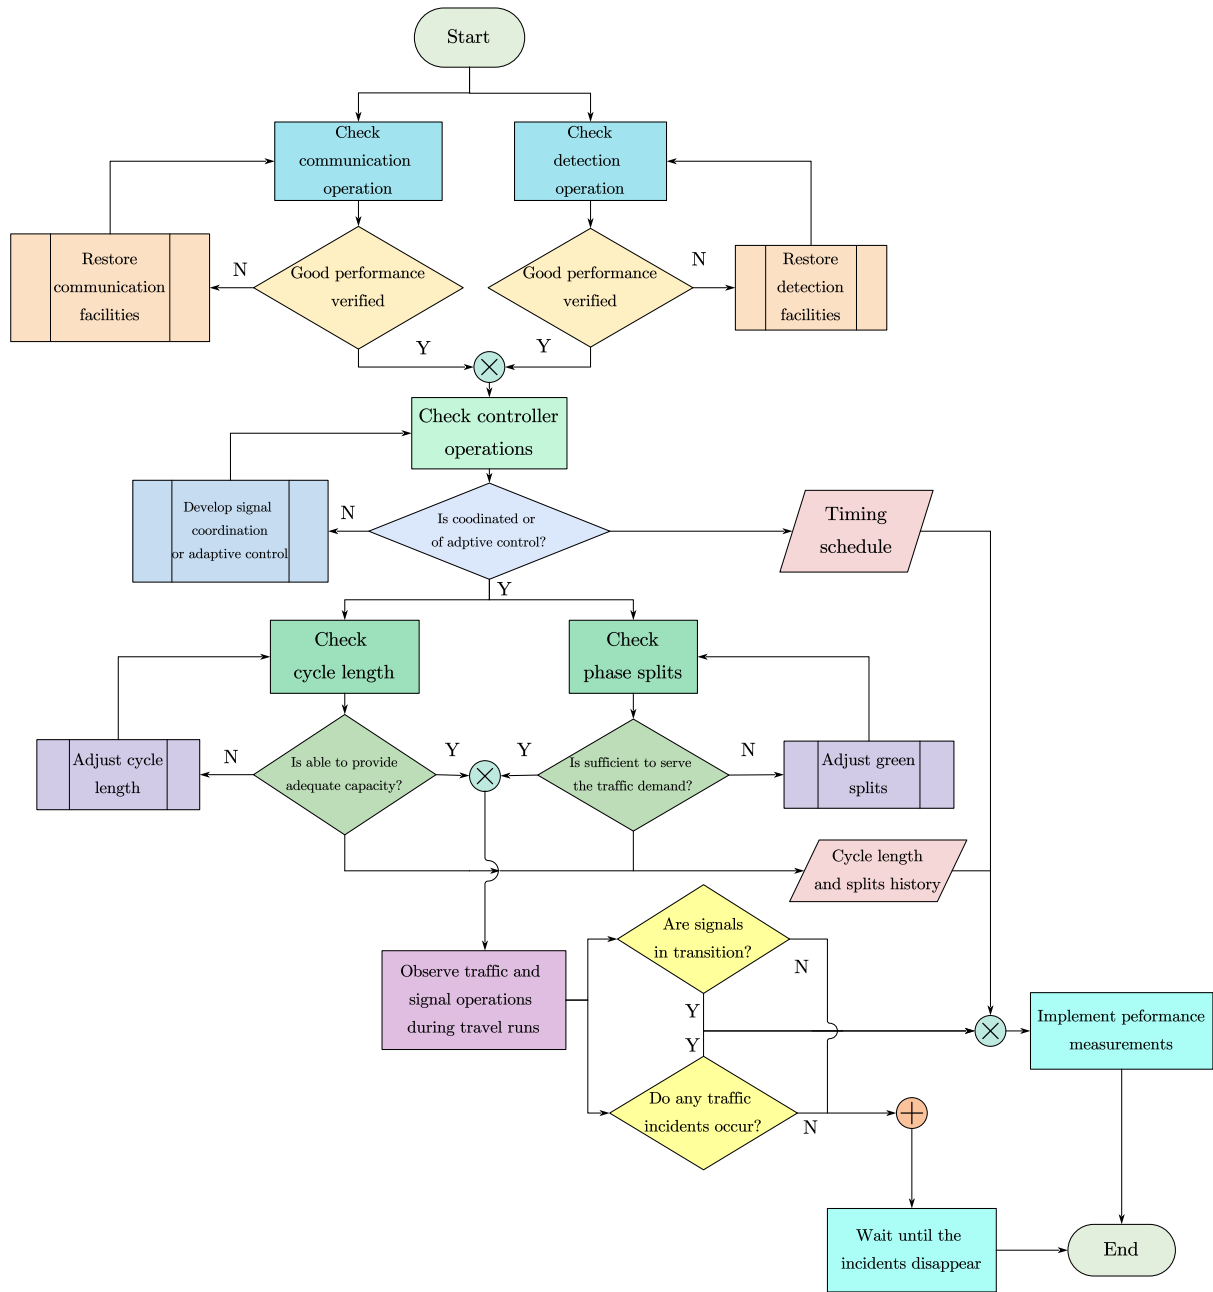 Start
Check
communication
operation
Check
detection
operation
Restore
communication
facilities
N
Good performance
verified
Good performance
verified
N
Restore
detection
facilities
Y
Y
Check controller
operations
Develop signal
coordination
or adaptive control
N
Is coodinated or
of adptive control?
Timing
schedule
Y
Check
cycle length
Check
phase splits
Adjust cycle
length
N
Is able to provide
adequate capacity?
Y
Y
Is sufficient to serve
the traffic demand?
N
Adjust green
splits
Cycle length
and splits history
Are signals
in transition?
N
Observe traffic and
signal operations
during travel runs
Y
Y
Implement peformance
measurements
Do any traffic
incidents occur?
N
Wait until the
incidents disappear
End